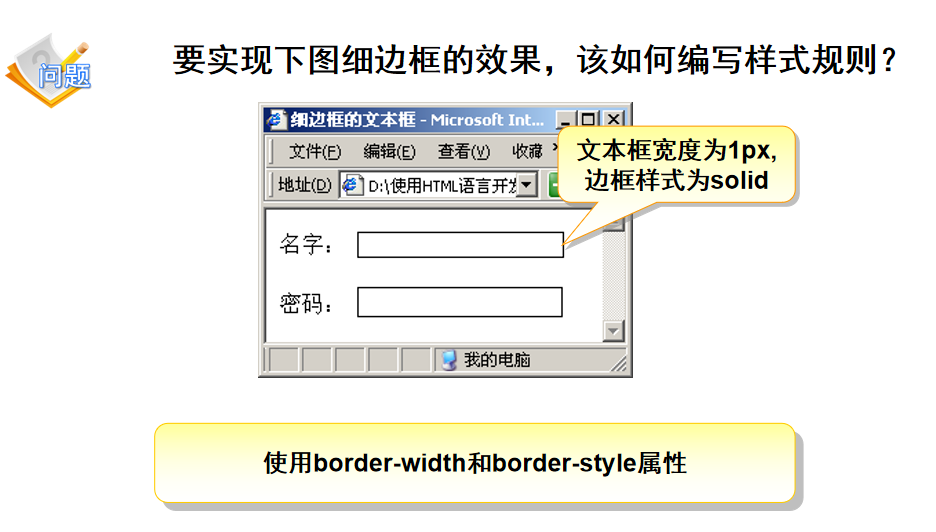 问题
要实现下图细边框的效果，该如何编写样式规则？
细边框的文本框 - Microsoft Int...
文件(F) 编辑(E) 查看(V) 收藏 »
文本框宽度为1px,
边框样式为solid
地址(D) D:\使用HTML语言开发
名字：
密码：
我的电脑
使用border-width和border-style属性